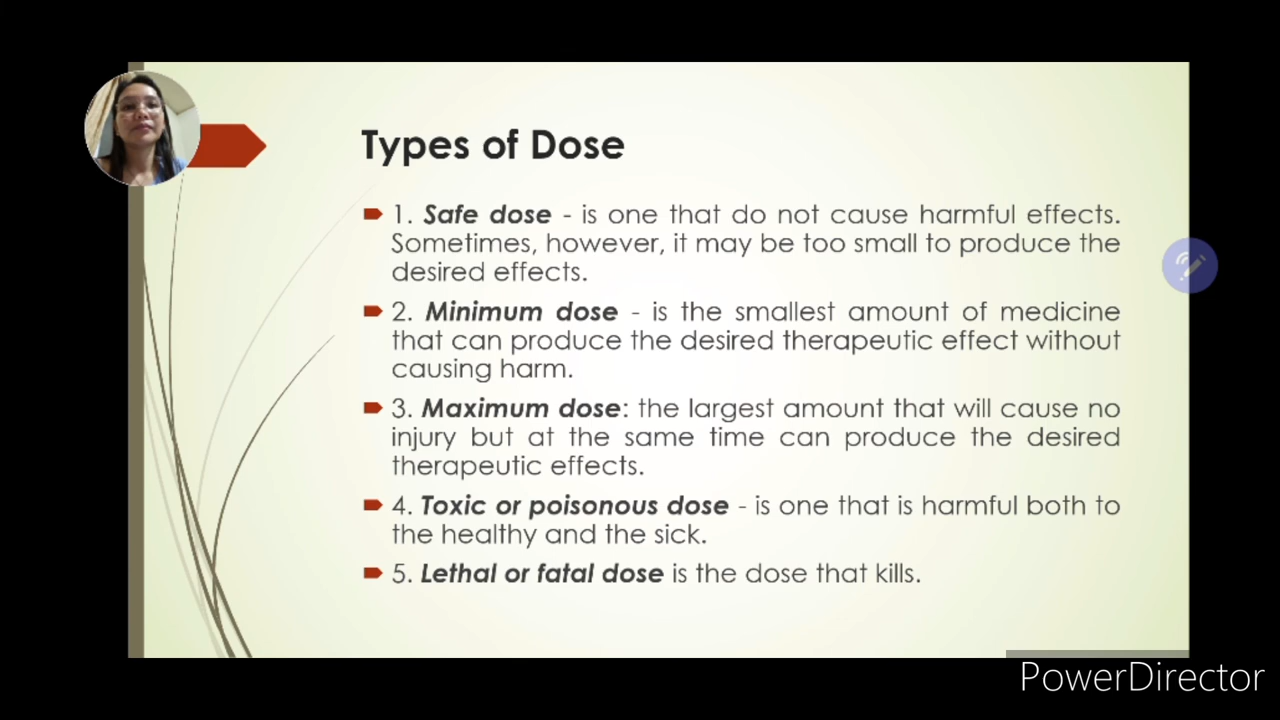 Types of Dose
1. Safe dose - is one that do not cause harmful effects.
Sometimes, however, it may be too small to produce the
desired effects.
2. Minimum dose - is the smallest amount of medicine
that can produce the desired therapeutic effect without
causing harm.
3. Maximum dose: the largest amount that will cause no
injury but at the same time can produce the desired
therapeutic effects.
4. Toxic or poisonous dose - is one that is harmful both to
the healthy and the sick.
5. Lethal or fatal dose is the dose that kills.
PowerDirector